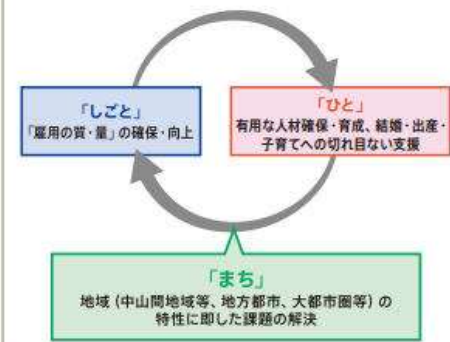 「しごと」
「雇用の質・量」の確保・向上
「ひと」
有用な人材確保・育成、結婚・出産・
子育てへの切れ目ない支援
「まち」
地域（中山間地域等、地方都市、大都市圏等）の
特性に即した課題の解決